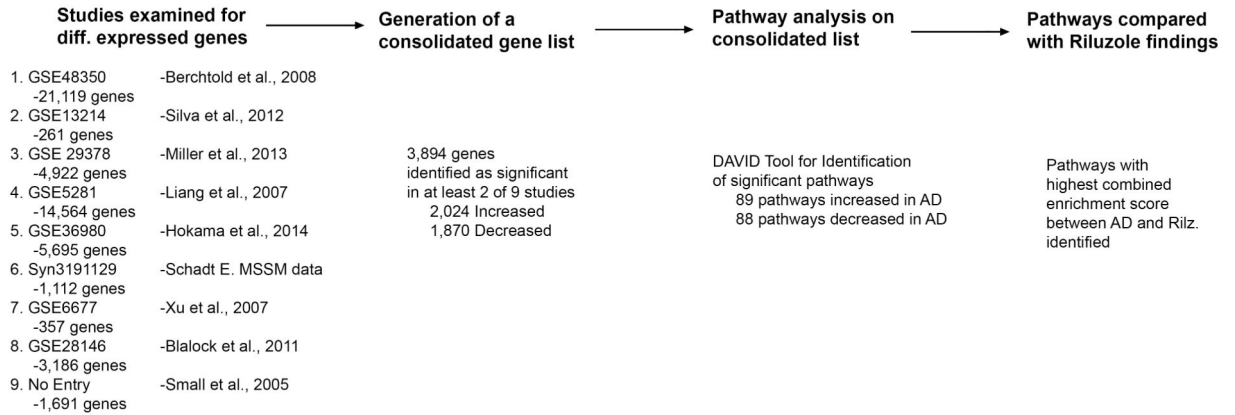 Studies examined for
diff. expressed genes
Generation of a
consolidated gene list
Pathway analysis on
consolidated list
Pathways compared
with Riluzole findings
1. GSE48350 -Berchtold et al., 2008
-21,119 genes
2. GSE13214 -Silva et al., 2012
-261 genes
3. GSE 29378 -Miller et al., 2013
-4,922 genes
4. GSE5281 -Liang et al., 2007
-14,564 genes
5. GSE36980 -Hokama et al., 2014
-5,695 genes
6. Syn3191129 -Schadt E. MSSM data
-1,112 genes
7. GSE6677 -Xu et al., 2007
-357 genes
8. GSE28146 -Blalock et al., 2011
-3,186 genes
9. No Entry -Small et al., 2005
-1,691 genes
3,894 genes
identified as significant
in at least 2 of 9 studies
2,024 Increased
1,870 Decreased
DAVID Tool for Identification
of significant pathways
89 pathways increased in AD
88 pathways decreased in AD
Pathways with
highest combined
enrichment score
between AD and Rilz.
identified